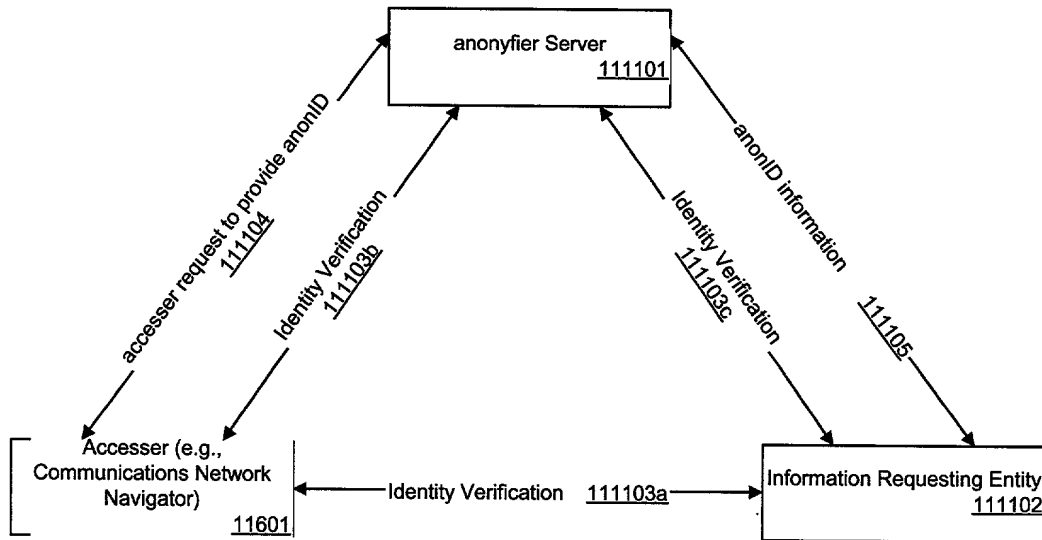 anonyfier Server
111101
accesser request to provide anonID
111104
Identity Verification
111103b
Identity Verification
111103c
anonID information
111105
Accesser (e.g.,
Communications Network
Navigator)
11601
Identity Verification 111103a
Information Requesting Entity
111102